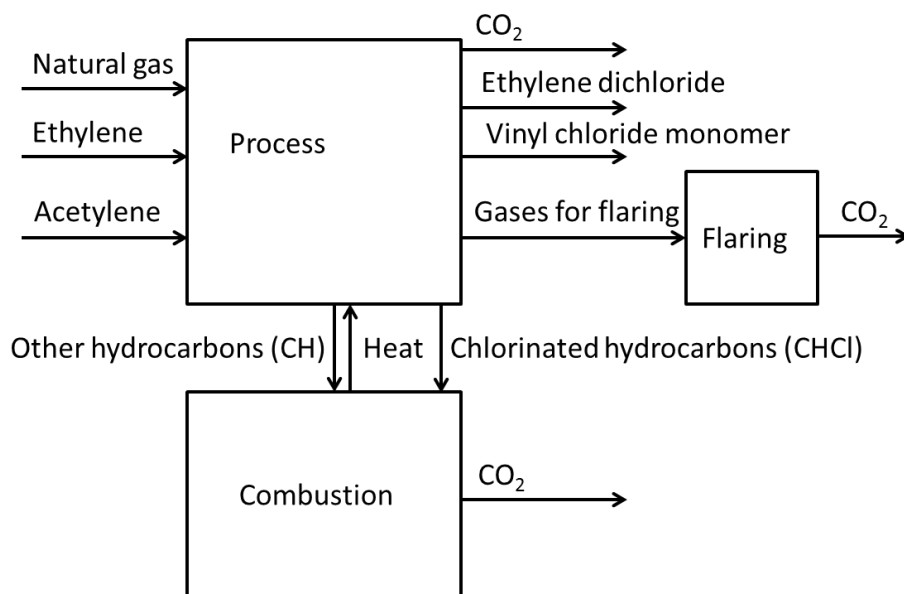 CO₂
Natural gas
Ethylene dichloride
Ethylene
Process
Vinyl chloride monomer
Acetylene
Gases for flaring
Flaring
CO₂
Other hydrocarbons (CH)
Heat
Chlorinated hydrocarbons (CHCl)
Combustion
CO₂